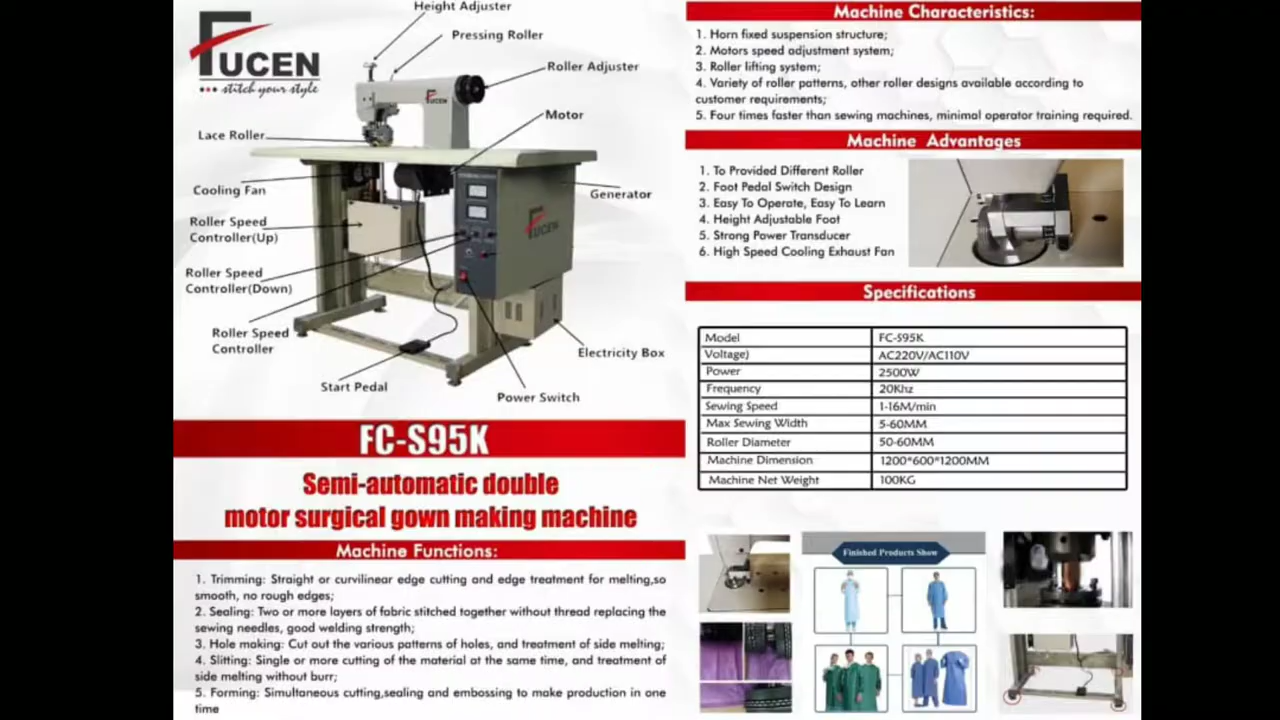 FUCEN
stitch your style
Height Adjuster
Pressing Roller
Roller Adjuster
Motor
Lace Roller
Cooling Fan
Generator
Roller Speed
Controller(Up)
Roller Speed
Controller(Down)
Roller Speed
Controller
Electricity Box
Start Pedal
Power Switch
FUCEN
FUCEN
FC-S95K
Semi-automatic double
motor surgical gown making machine
Machine Functions:
1. Trimming: Straight or curvilinear edge cutting and edge treatment for melting,so
smooth, no rough edges;
2. Sealing: Two or more layers of fabric stitched together without thread replacing the
sewing needles, good welding strength;
3. Hole making: Cut out the various patterns of holes, and treatment of side melting;
4. Slitting: Single or more cutting of the material at the same time, and treatment of
side melting without burr;
5. Forming: Simultaneous cutting,sealing and embossing to make production in one
time
Machine Characteristics:
1. Horn fixed suspension structure;
2. Motors speed adjustment system;
3. Roller lifting system;
4. Variety of roller patterns, other roller designs available according to
customer requirements;
5. Four times faster than sewing machines, minimal operator training required.
Machine Advantages
1. To Provided Different Roller
2. Foot Pedal Switch Design
3. Easy To Operate, Easy To Learn
4. Height Adjustable Foot
5. Strong Power Transducer
6. High Speed Cooling Exhaust Fan
Specifications
Model FC-S95K
Voltage) AC220V/AC110V
Power 2500W
Frequency 20Khz
Sewing Speed 1-16M/min
Max Sewing Width 5-60MM
Roller Diameter 50-60MM
Machine Dimension 1200*600*1200MM
Machine Net Weight 100KG
Finished Products Show